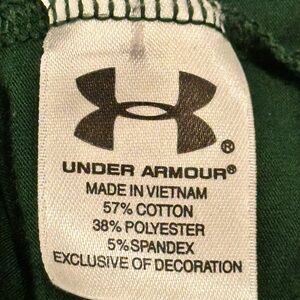 ®
UNDER ARMOUR®
MADE IN VIETNAM
57% COTTON
38% POLYESTER
5% SPANDEX
EXCLUSIVE OF DECORATION